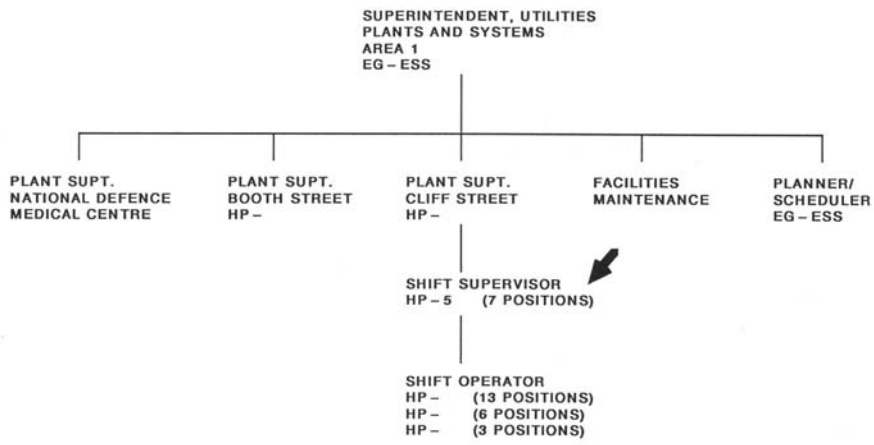 SUPERINTENDENT, UTILITIES
PLANTS AND SYSTEMS
AREA 1
EG – ESS
PLANT SUPT.
NATIONAL DEFENCE
MEDICAL CENTRE
PLANT SUPT.
BOOTH STREET
HP –
PLANT SUPT.
CLIFF STREET
HP –
FACILITIES
MAINTENANCE
PLANNER/
SCHEDULER
EG – ESS
SHIFT SUPERVISOR
HP – 5 (7 POSITIONS)
SHIFT OPERATOR
HP – (13 POSITIONS)
HP – (6 POSITIONS)
HP – (3 POSITIONS)